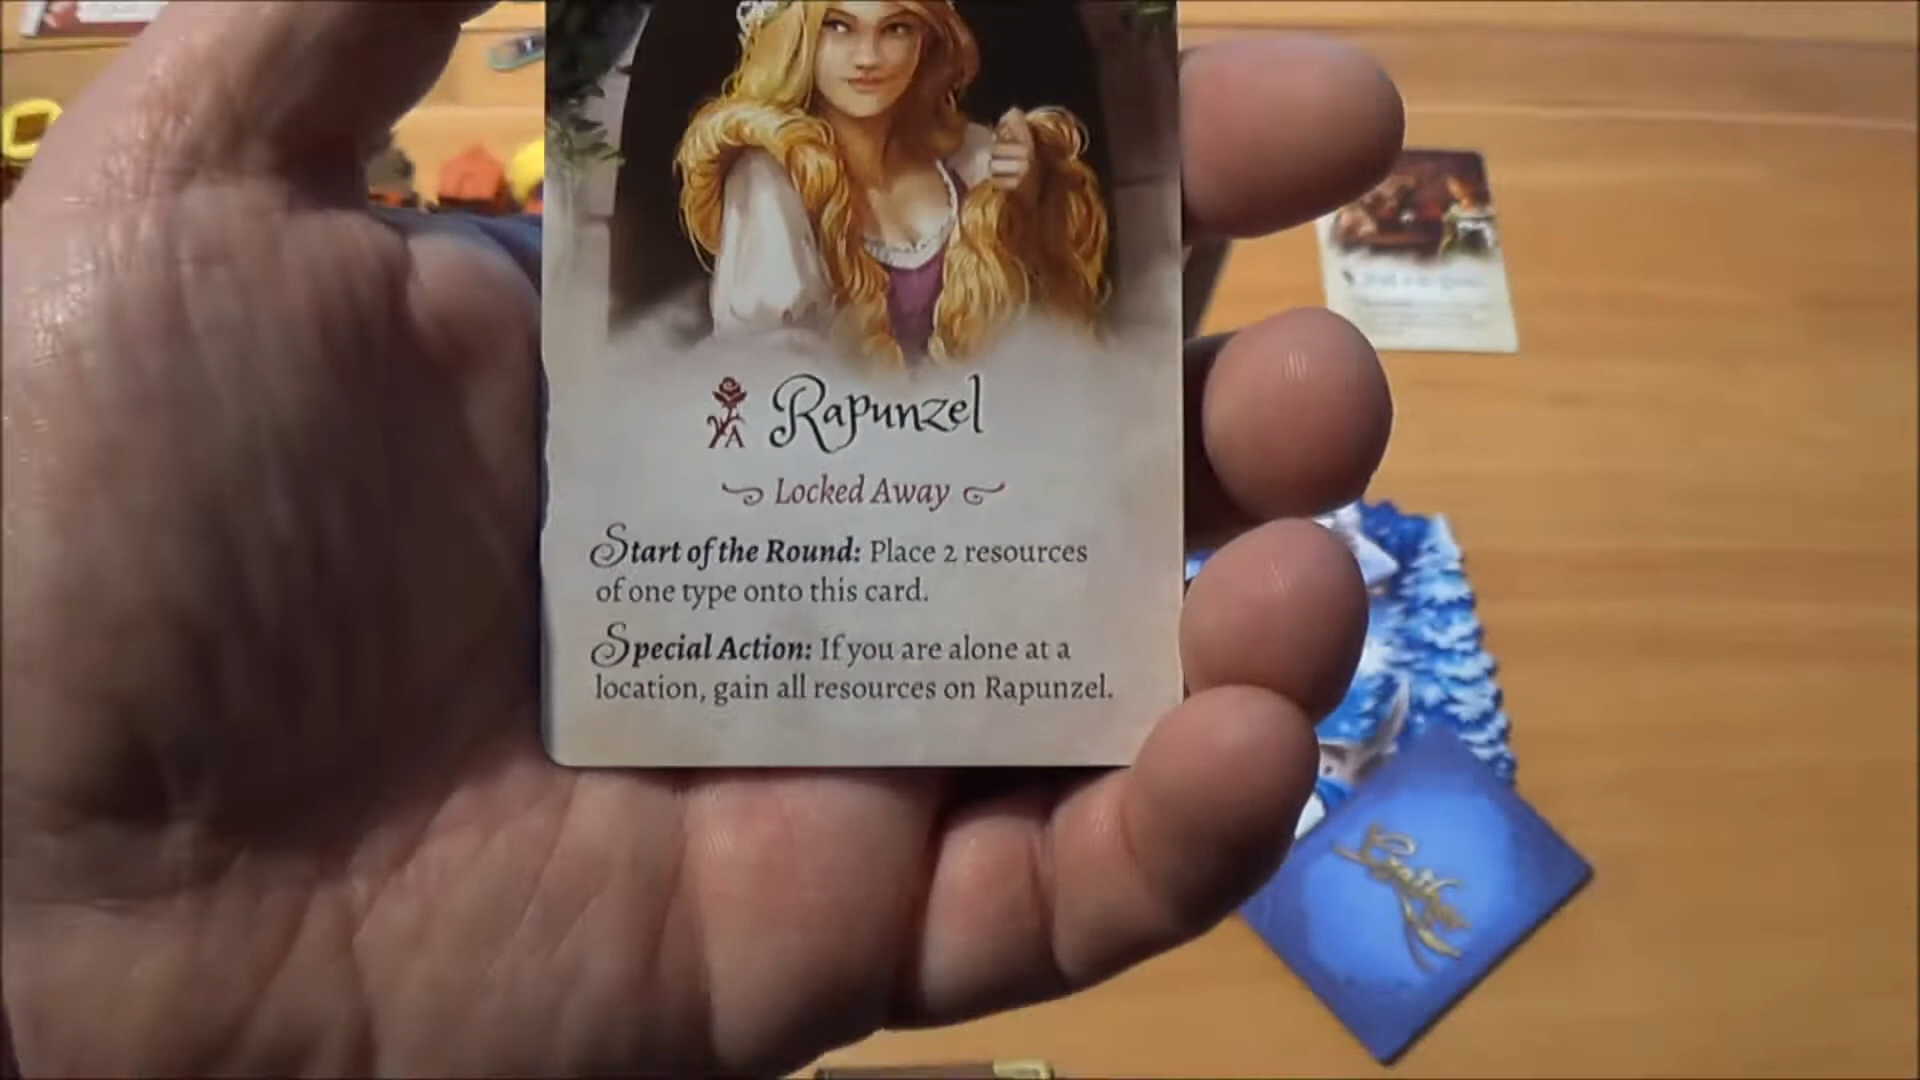 A
Rapunzel
Locked Away
Start of the Round: Place 2 resources
of one type onto this card.
Special Action: If you are alone at a
location, gain all resources on Rapunzel.
Gather